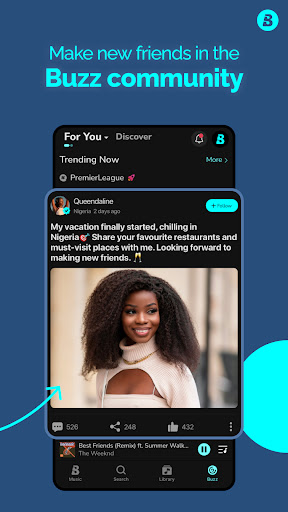 B
Make new friends in the
Buzz community
For You
Discover
B
Trending Now
More >
PremierLeague 🚀
Queendaline
Nigeria 2 days ago
+ Follow
My vacation finally started, chilling in
Nigeria🎯 Share your favourite restaurants and
must-visit places with me. Looking forward to
making new friends. 🥂
526
248
432
Best Friends (Remix) ft. Summer Walk...
The Weeknd
Music
Search
Library
Buzz